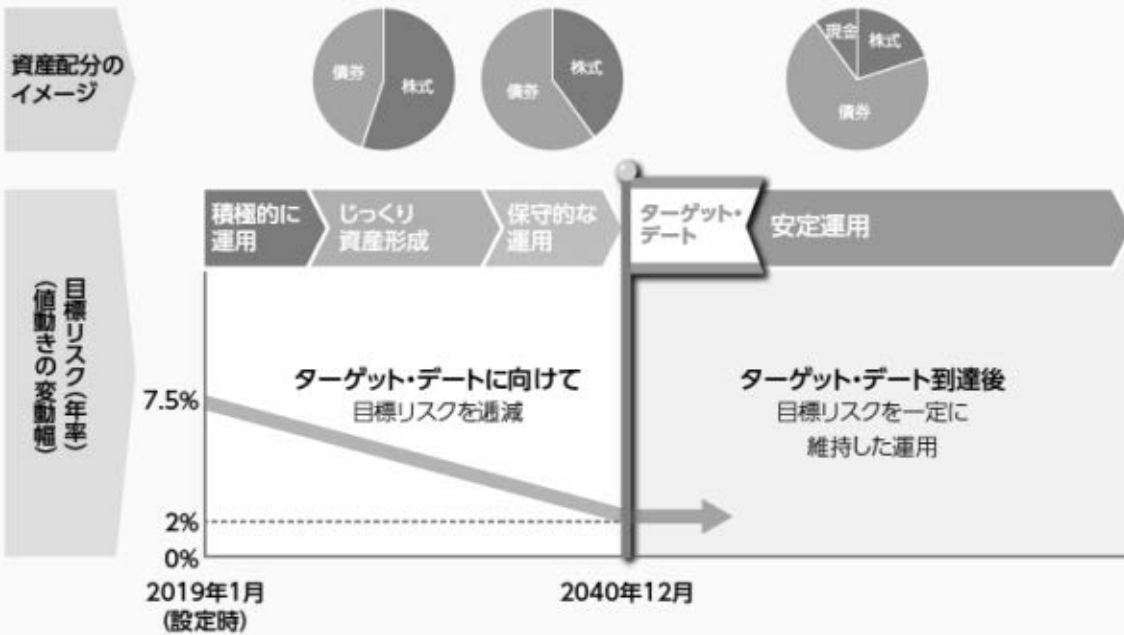 資産配分の
イメージ
債券
株式
債券
株式
現金
株式
債券
積極的に
運用
じっくり
資産形成
保守的な
運用
ターゲット・
デート
安定運用
目標リスク(年率)
(値動きの変動幅)
ターゲット・デートに向けて
目標リスクを逓減
ターゲット・デート到達後
目標リスクを一定に
維持した運用
7.5%
2%
0%
2019年1月
(設定時)
2040年12月